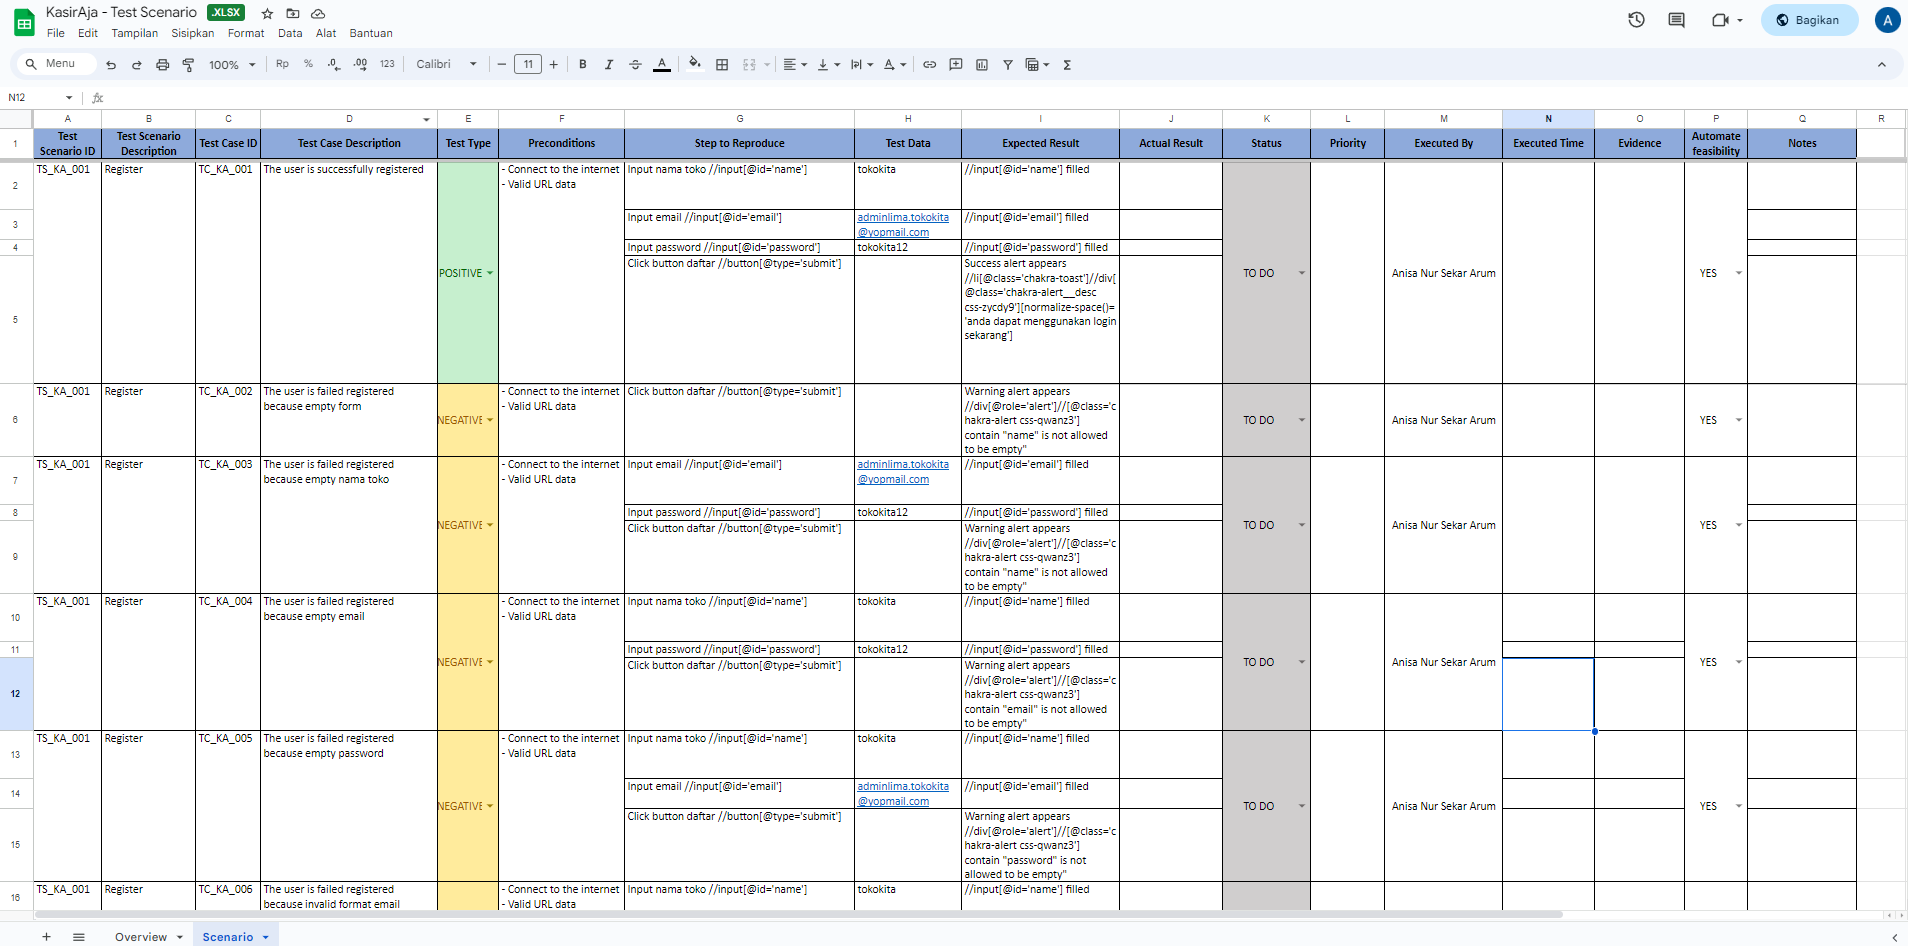 KasirAja - Test Scenario .XLSX
File Edit Tampilan Sisipkan Format Data Alat Bantuan
Bagikan
A
Menu 100% Rp % .0 .00 123 Calibri 11 B I A
N12 fx
A B C D E F G H I J K L M N O P Q R
1 Test Scenario ID Test Scenario Description Test Case ID Test Case Description Test Type Preconditions Step to Reproduce Test Data Expected Result Actual Result Status Priority Executed By Executed Time Evidence Automate feasibility Notes
2 TS_KA_001 Register TC_KA_001 The user is successfully registered POSITIVE - Connect to the internet - Valid URL data Input nama toko //input[@id='name'] tokokita //input[@id='name'] filled TO DO Anisa Nur Sekar Arum YES
3 Input email //input[@id='email'] adminlima.tokokita@yopmail.com //input[@id='email'] filled
4 Input password //input[@id='password'] tokokita12 //input[@id='password'] filled
5 Click button daftar //button[@type='submit'] Success alert appears //li[@class='chakra-toast']//div[@class='chakra-alert__desc css-zycdy9'][normalize-space()='anda dapat menggunakan login sekarang']
6 TS_KA_001 Register TC_KA_002 The user is failed registered because empty form NEGATIVE - Connect to the internet - Valid URL data Click button daftar //button[@type='submit'] Warning alert appears //div[@role='alert']//[@class='chakra-alert css-qwanz3'] contain "name" is not allowed to be empty" TO DO Anisa Nur Sekar Arum YES
7 TS_KA_001 Register TC_KA_003 The user is failed registered because empty nama toko NEGATIVE - Connect to the internet - Valid URL data Input email //input[@id='email'] adminlima.tokokita@yopmail.com //input[@id='email'] filled TO DO Anisa Nur Sekar Arum YES
8 Input password //input[@id='password'] tokokita12 //input[@id='password'] filled
9 Click button daftar //button[@type='submit'] Warning alert appears //div[@role='alert']//[@class='chakra-alert css-qwanz3'] contain "name" is not allowed to be empty"
10 TS_KA_001 Register TC_KA_004 The user is failed registered because empty email NEGATIVE - Connect to the internet - Valid URL data Input nama toko //input[@id='name'] tokokita //input[@id='name'] filled TO DO Anisa Nur Sekar Arum YES
11 Input password //input[@id='password'] tokokita12 //input[@id='password'] filled
12 Click button daftar //button[@type='submit'] Warning alert appears //div[@role='alert']//[@class='chakra-alert css-qwanz3'] contain "email" is not allowed to be empty"
13 TS_KA_001 Register TC_KA_005 The user is failed registered because empty password NEGATIVE - Connect to the internet - Valid URL data Input nama toko //input[@id='name'] tokokita //input[@id='name'] filled TO DO Anisa Nur Sekar Arum YES
14 Input email //input[@id='email'] adminlima.tokokita@yopmail.com //input[@id='email'] filled
15 Click button daftar //button[@type='submit'] Warning alert appears //div[@role='alert']//[@class='chakra-alert css-qwanz3'] contain "password" is not allowed to be empty"
16 TS_KA_001 Register TC_KA_006 The user is failed registered because invalid format email - Connect to the internet - Valid URL data Input nama toko //input[@id='name'] tokokita //input[@id='name'] filled
Overview Scenario